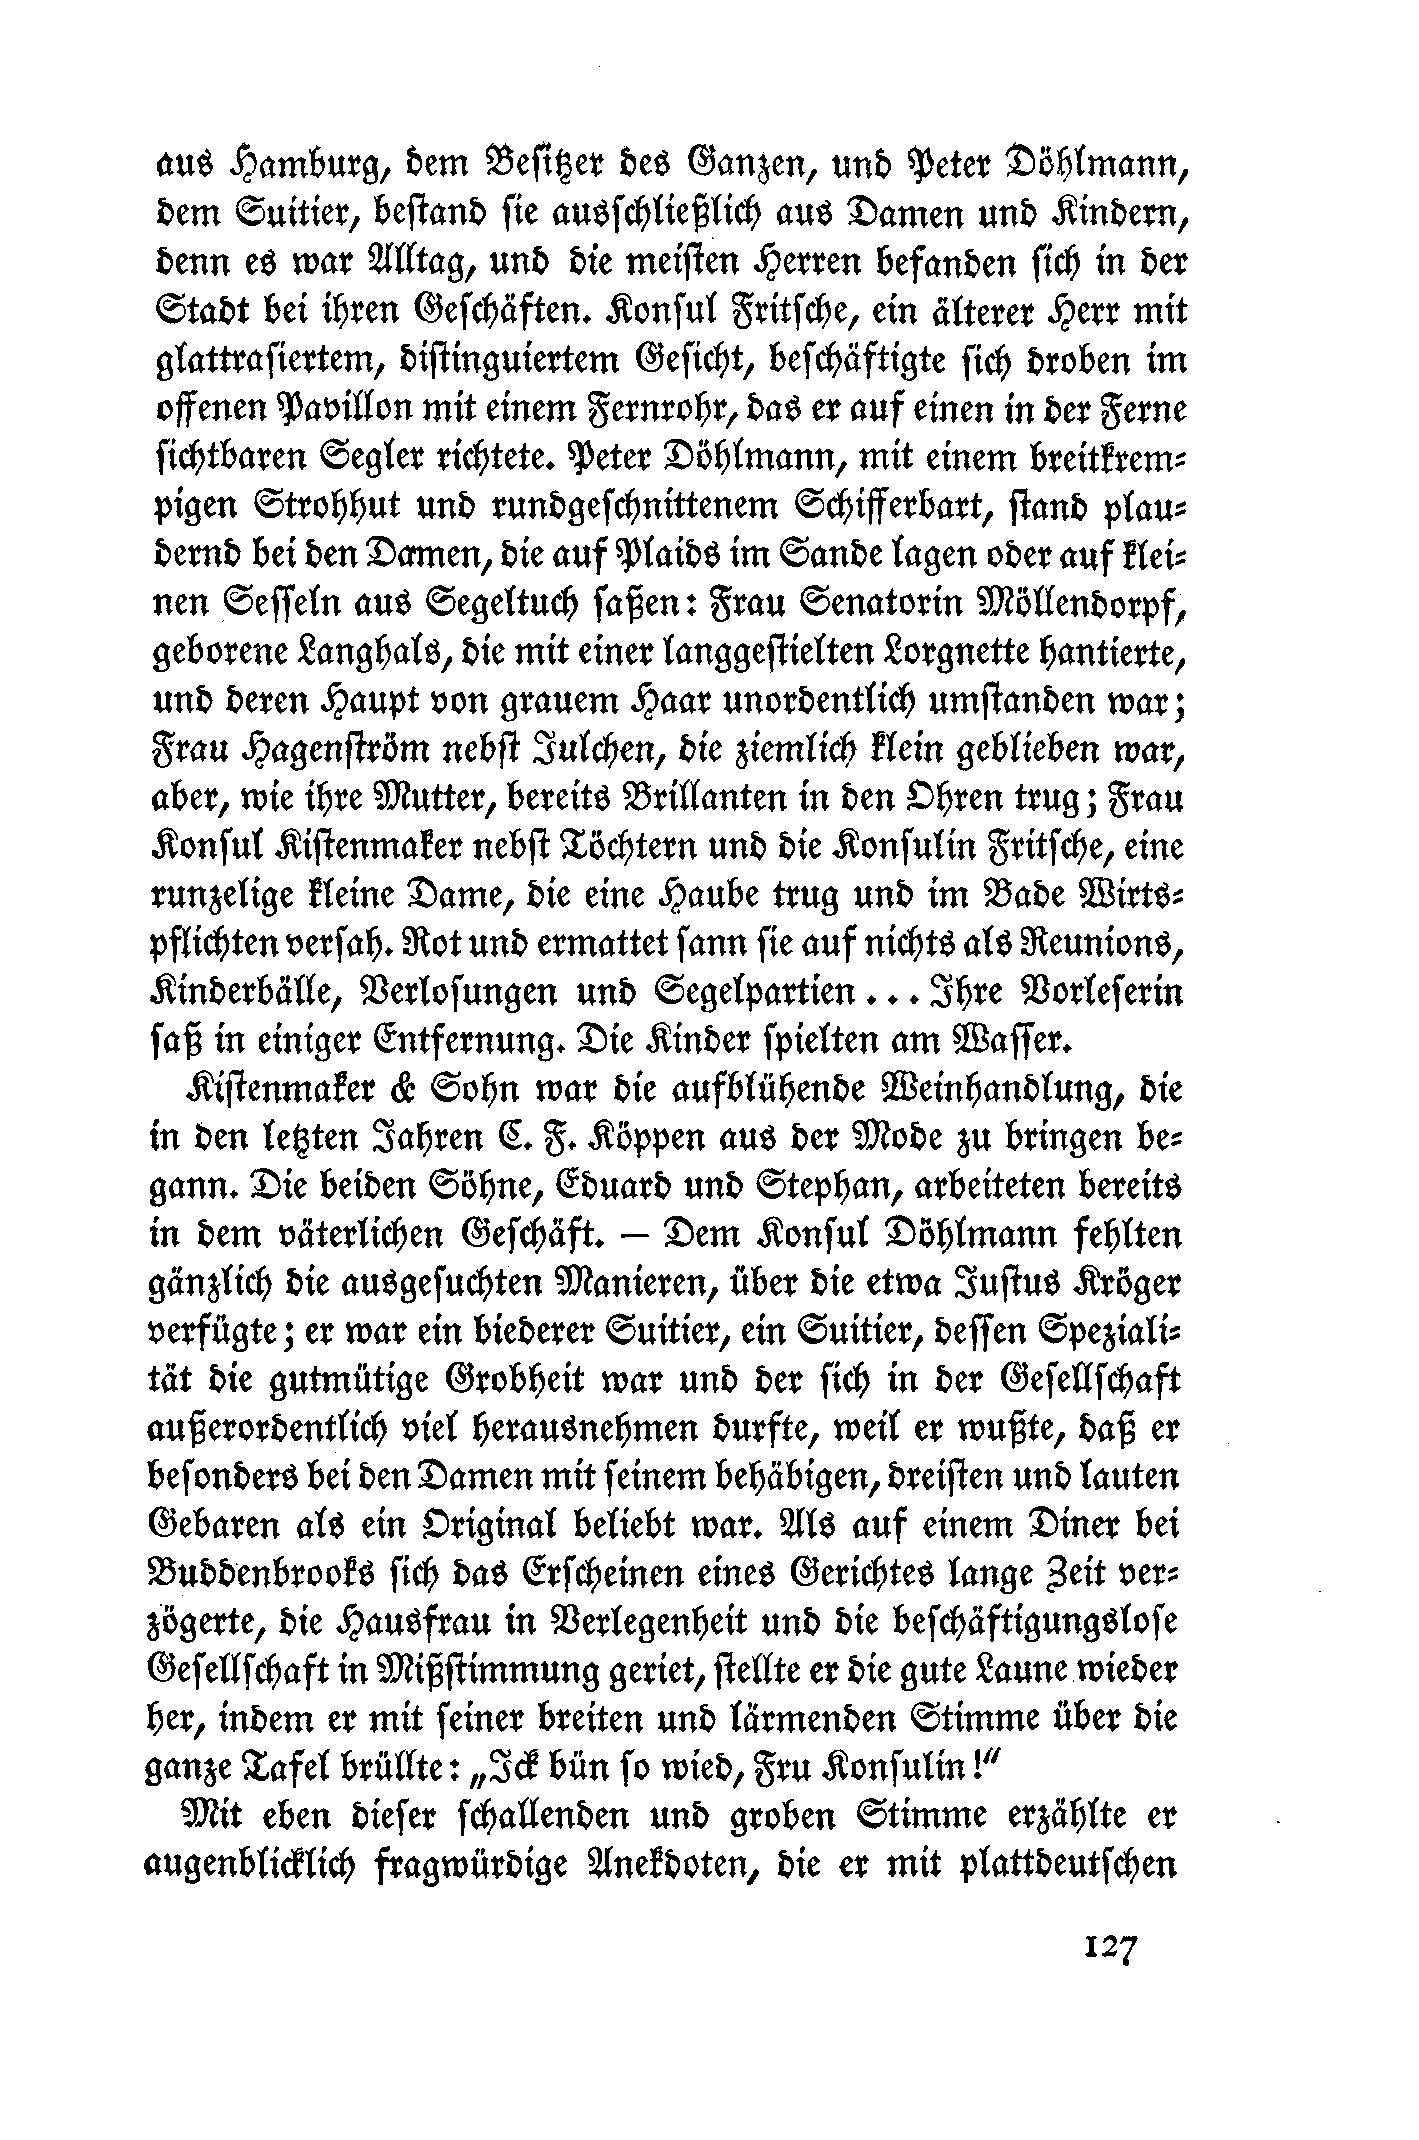 aus Hamburg, dem Besitzer des Ganzen, und Peter Döhlmann,
dem Suitier, bestand sie ausschließlich aus Damen und Kindern,
denn es war Alltag, und die meisten Herren befanden sich in der
Stadt bei ihren Geschäften. Konsul Fritsche, ein älterer Herr mit
glattrasiertem, distinguiertem Gesicht, beschäftigte sich droben im
offenen Pavillon mit einem Fernrohr, das er auf einen in der Ferne
sichtbaren Segler richtete. Peter Döhlmann, mit einem breitkrem-
pigen Strohhut und rundgeschnittenem Schifferbart, stand plau-
dernd bei den Damen, die auf Plaids im Sande lagen oder auf klei-
nen Sesseln aus Segeltuch saßen: Frau Senatorin Möllendorpf,
geborene Langhals, die mit einer langgestielten Lorgnette hantierte,
und deren Haupt von grauem Haar unordentlich umstanden war;
Frau Hagenström nebst Julchen, die ziemlich klein geblieben war,
aber, wie ihre Mutter, bereits Brillanten in den Ohren trug; Frau
Konsul Kistenmaker nebst Töchtern und die Konsulin Fritsche, eine
runzelige kleine Dame, die eine Haube trug und im Bade Wirts-
pflichten versah. Rot und ermattet sann sie auf nichts als Reunions,
Kinderbälle, Verlosungen und Segelpartien ... Ihre Vorleserin
saß in einiger Entfernung. Die Kinder spielten am Wasser.
Kistenmaker & Sohn war die aufblühende Weinhandlung, die
in den letzten Jahren C. F. Köppen aus der Mode zu bringen be-
gann. Die beiden Söhne, Eduard und Stephan, arbeiteten bereits
in dem väterlichen Geschäft. — Dem Konsul Döhlmann fehlten
gänzlich die ausgesuchten Manieren, über die etwa Justus Kröger
verfügte; er war ein biederer Suitier, ein Suitier, dessen Speziali-
tät die gutmütige Grobheit war und der sich in der Gesellschaft
außerordentlich viel herausnehmen durfte, weil er wußte, daß er
besonders bei den Damen mit seinem behäbigen, dreisten und lauten
Gebaren als ein Original beliebt war. Als auf einem Diner bei
Buddenbrooks sich das Erscheinen eines Gerichtes lange Zeit ver-
zögerte, die Hausfrau in Verlegenheit und die beschäftigungslose
Gesellschaft in Mißstimmung geriet, stellte er die gute Laune wieder
her, indem er mit seiner breiten und lärmenden Stimme über die
ganze Tafel brüllte: „Ick bün so wied, Fru Konsulin!“
Mit eben dieser schallenden und groben Stimme erzählte er
augenblicklich fragwürdige Anekdoten, die er mit plattdeutschen
127